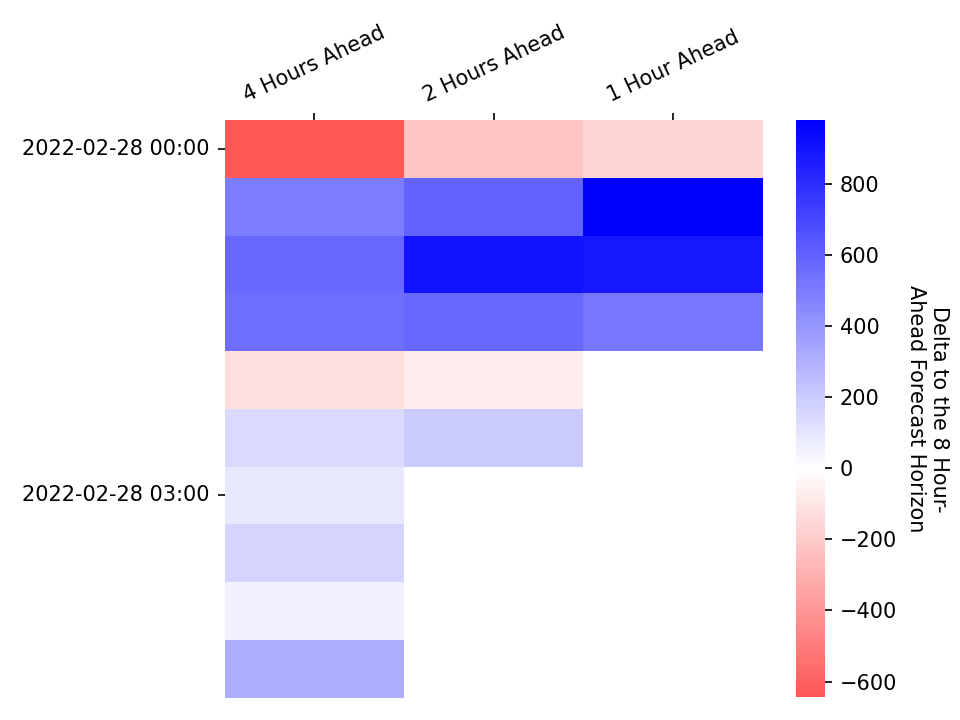 4 Hours Ahead
2 Hours Ahead
1 Hour Ahead
2022-02-28 00:00
2022-02-28 03:00
800
600
400
200
0
−200
−400
−600
Delta to the 8 Hour-
Ahead Forecast Horizon